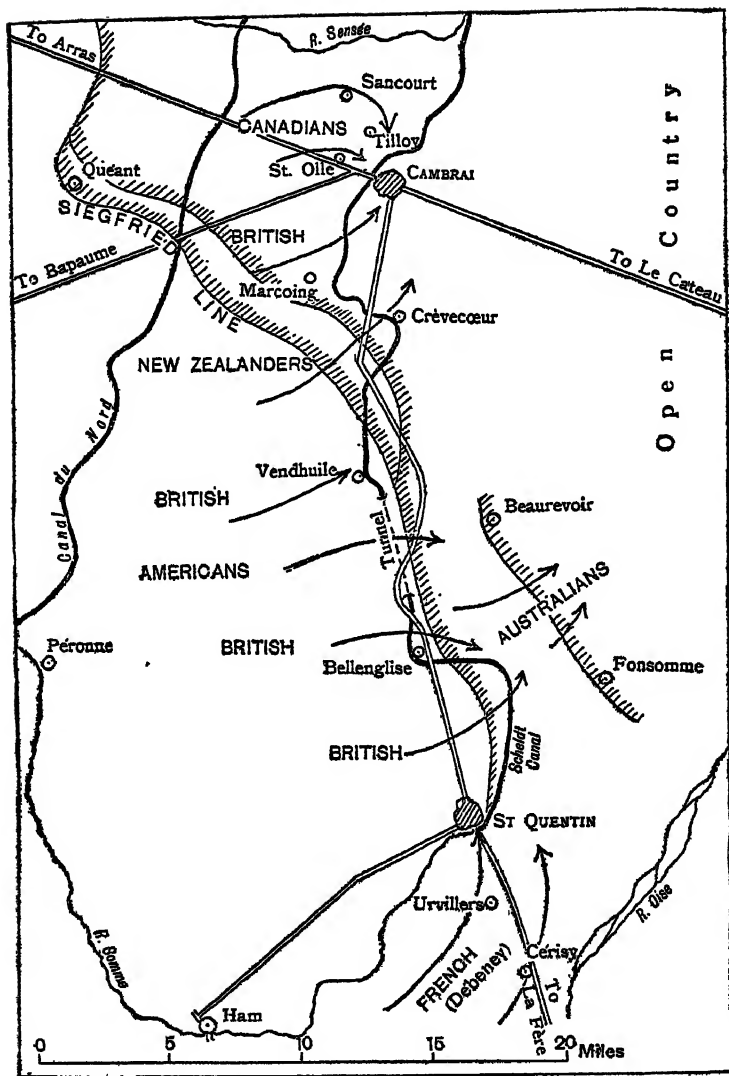 R. Sensée
To Arras
Sancourt
CANADIANS
Tilloy
St. Olle
CAMBRAI
Quéant
SIEGFRIED
LINE
BRITISH
To Bapaume
Marcoing
To Le Cateau
Open Country
Crèvecœur
NEW ZEALANDERS
Canal du Nord
Vendhuile
BRITISH
Tunnel
Beaurevoir
AMERICANS
AUSTRALIANS
Péronne
BRITISH
Bellenglise
Fonsomme
BRITISH
Scheldt
Canal
ST QUENTIN
Urvillers
R. Oise
R. Somme
FRENCH
(Debeney)
Cérisy
To
La Fère
Ham
0 5 10 15 20 Miles